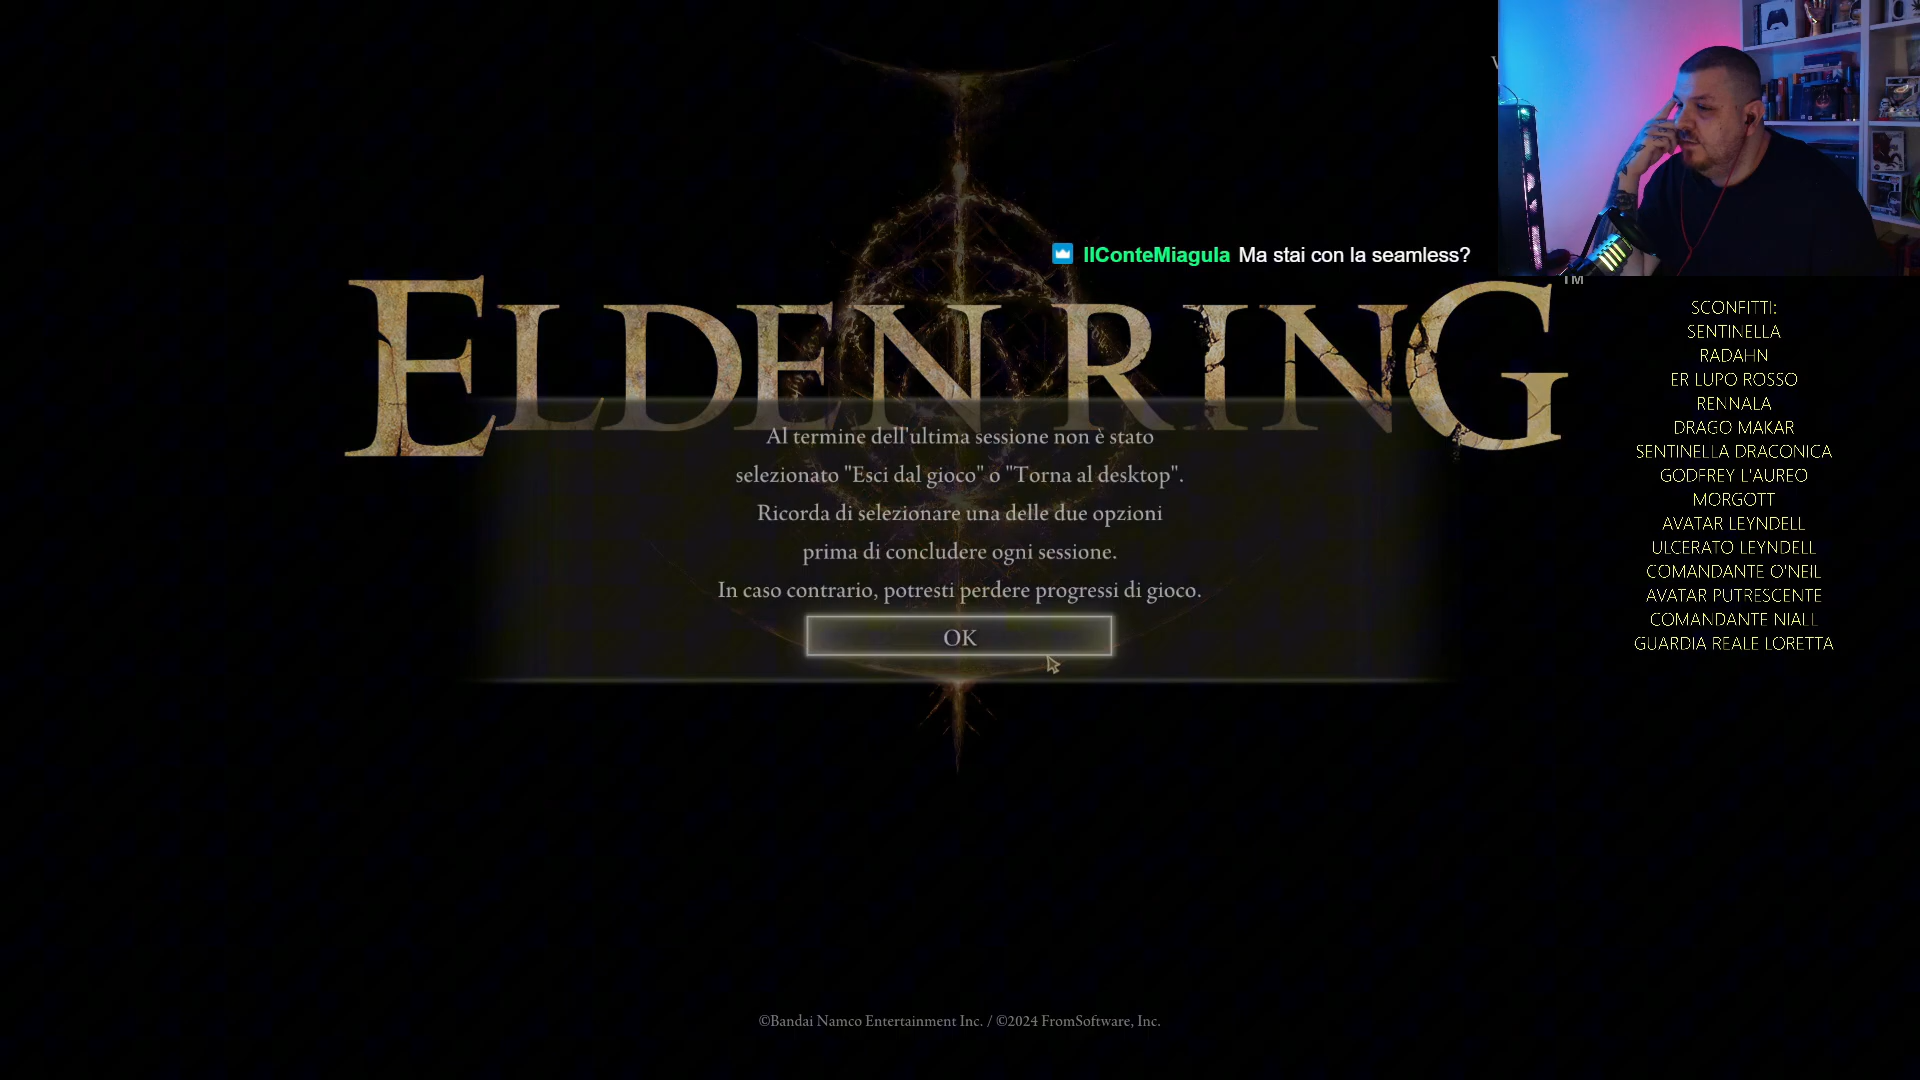 IlConteMiagula Ma stai con la seamless?
ELDEN RING
TM
Al termine dell'ultima sessione non è stato
selezionato "Esci dal gioco" o "Torna al desktop".
Ricorda di selezionare una delle due opzioni
prima di concludere ogni sessione.
In caso contrario, potresti perdere progressi di gioco.
OK
SCONFITTI:
SENTINELLA
RADAHN
ER LUPO ROSSO
RENNALA
DRAGO MAKAR
SENTINELLA DRACONICA
GODFREY L'AUREO
MORGOTT
AVATAR LEYNDELL
ULCERATO LEYNDELL
COMANDANTE O'NEIL
AVATAR PUTRESCENTE
COMANDANTE NIALL
GUARDIA REALE LORETTA
©Bandai Namco Entertainment Inc. / ©2024 FromSoftware, Inc.